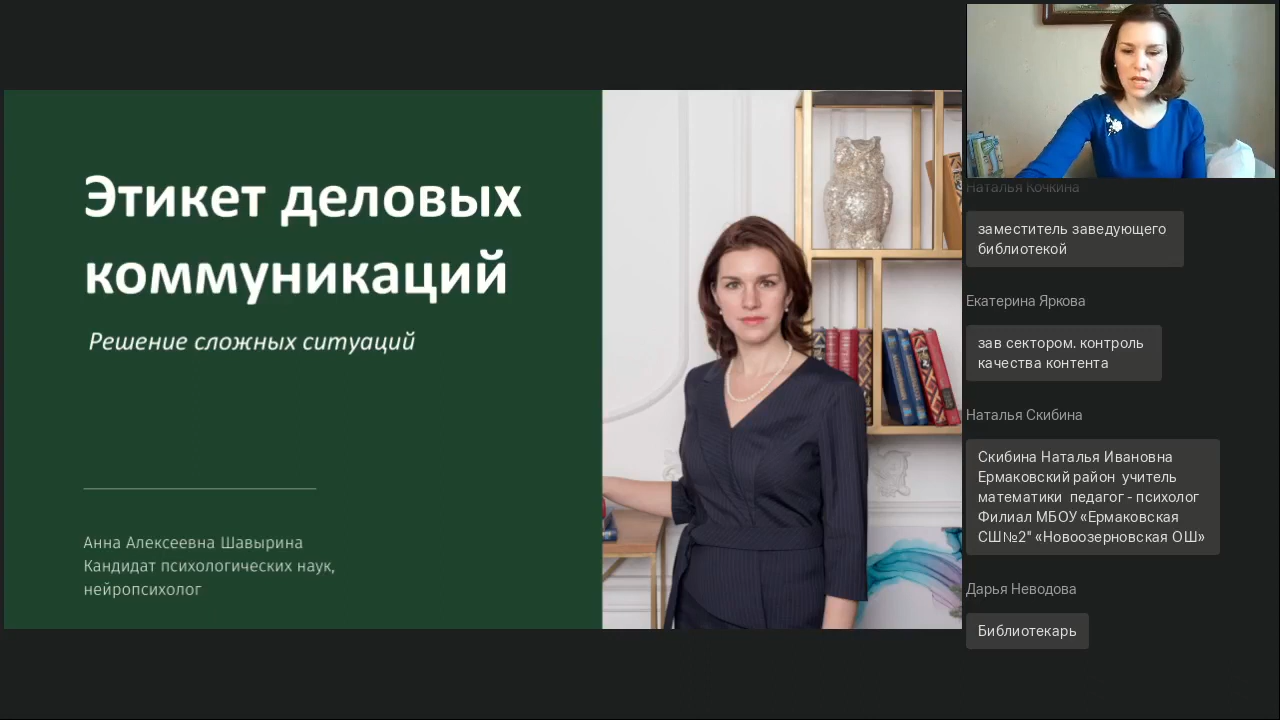 Этикет деловых
коммуникаций
Решение сложных ситуаций
Анна Алексеевна Шавырина
Кандидат психологических наук,
нейропсихолог
Наталья Кочкина
заместитель заведующего
библиотекой
Екатерина Яркова
зав сектором. контроль
качества контента
Наталья Скибина
Скибина Наталья Ивановна
Ермаковский район  учитель
математики  педагог - психолог
Филиал МБОУ «Ермаковская
СШ№2" «Новоозерновская ОШ»
Дарья Неводова
Библиотекарь